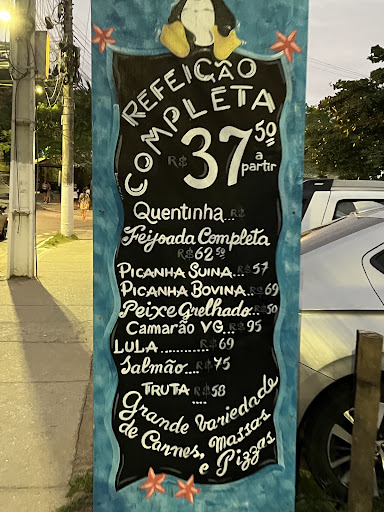 REFEIÇÃO
COMPLETA
R$ 37,50
a partir
Quentinha... R$
Feijoada Completa
R$ 62,50
PICANHA SUINA... R$ 57
PICANHA BOVINA.. R$ 69
Peixe Grelhado R$ 50
CAMARÃO VG... R$ 95
LULA........... R$ 69
Salmão.... R$ 75
TRUTA R$ 58
....
Grande Variedade
de Carnes, Massas
e Pizzas